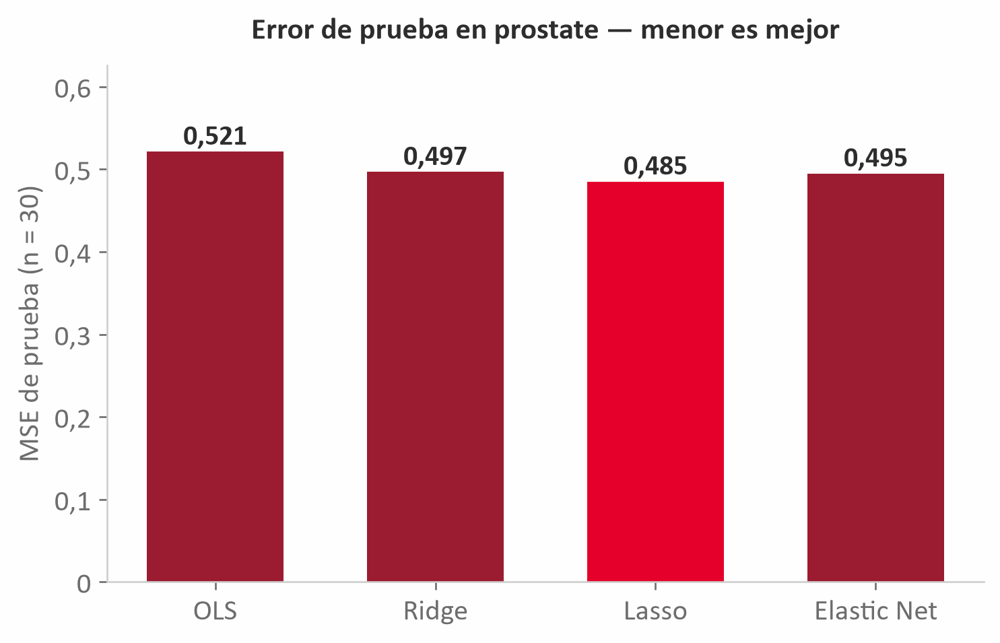 Error de prueba en prostate — menor es mejor
MSE de prueba (n = 30)
0,6
0,5
0,4
0,3
0,2
0,1
0
0,521
0,497
0,485
0,495
OLS
Ridge
Lasso
Elastic Net